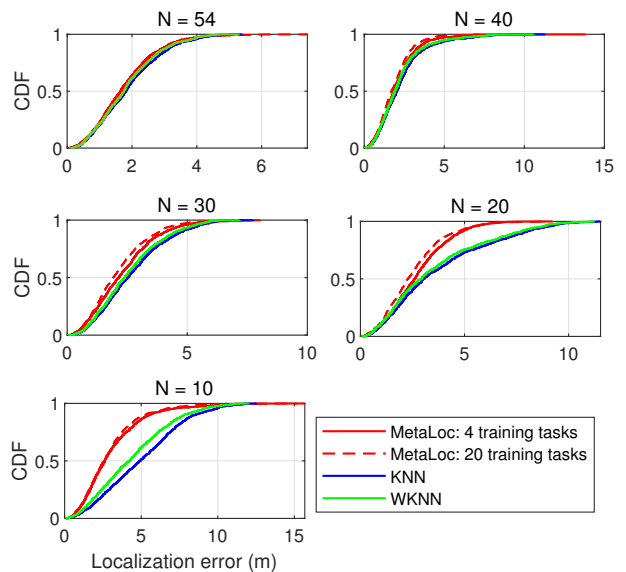 N = 54
N = 40
1
0.5
0
CDF
2
4
6
1
0.5
0
0
5
10
15
N = 30
N = 20
1
0.5
0
CDF
0
5
10
1
0.5
0
0
5
10
N = 10
1
0.5
0
CDF
0
5
10
15
Localization error (m)
MetaLoc: 4 training tasks
MetaLoc: 20 training tasks
KNN
WKNN